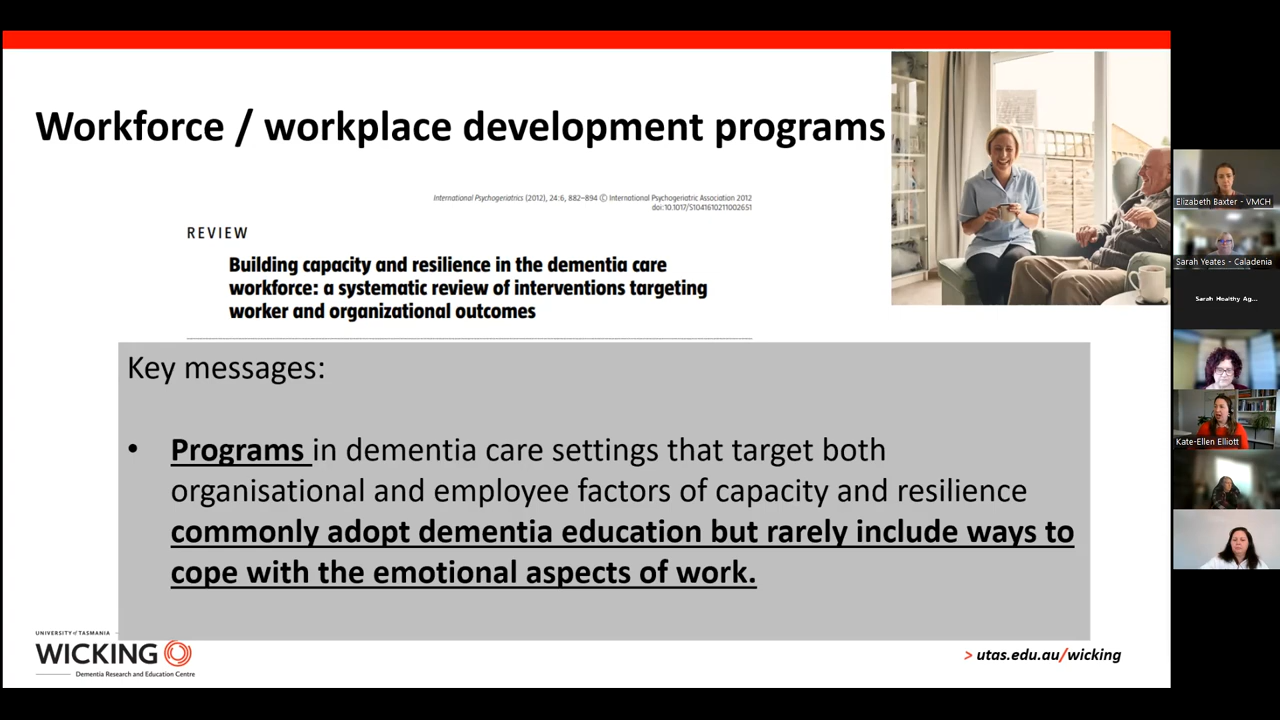 Workforce / workplace development programs
International Psychogeriatrics (2012), 24:6, 882–894 © International Psychogeriatric Association 2012
doi:10.1017/S1041610211002651
REVIEW
Building capacity and resilience in the dementia care
workforce: a systematic review of interventions targeting
worker and organizational outcomes
Key messages:
• Programs in dementia care settings that target both
organisational and employee factors of capacity and resilience
commonly adopt dementia education but rarely include ways to
cope with the emotional aspects of work.
UNIVERSITY of TASMANIA
WICKING
Dementia Research and Education Centre
> utas.edu.au/wicking
Elizabeth Baxter - VMCH
Sarah Yeates - Caladenia
Sarah Healthy Ag...
Kate-Ellen Elliott